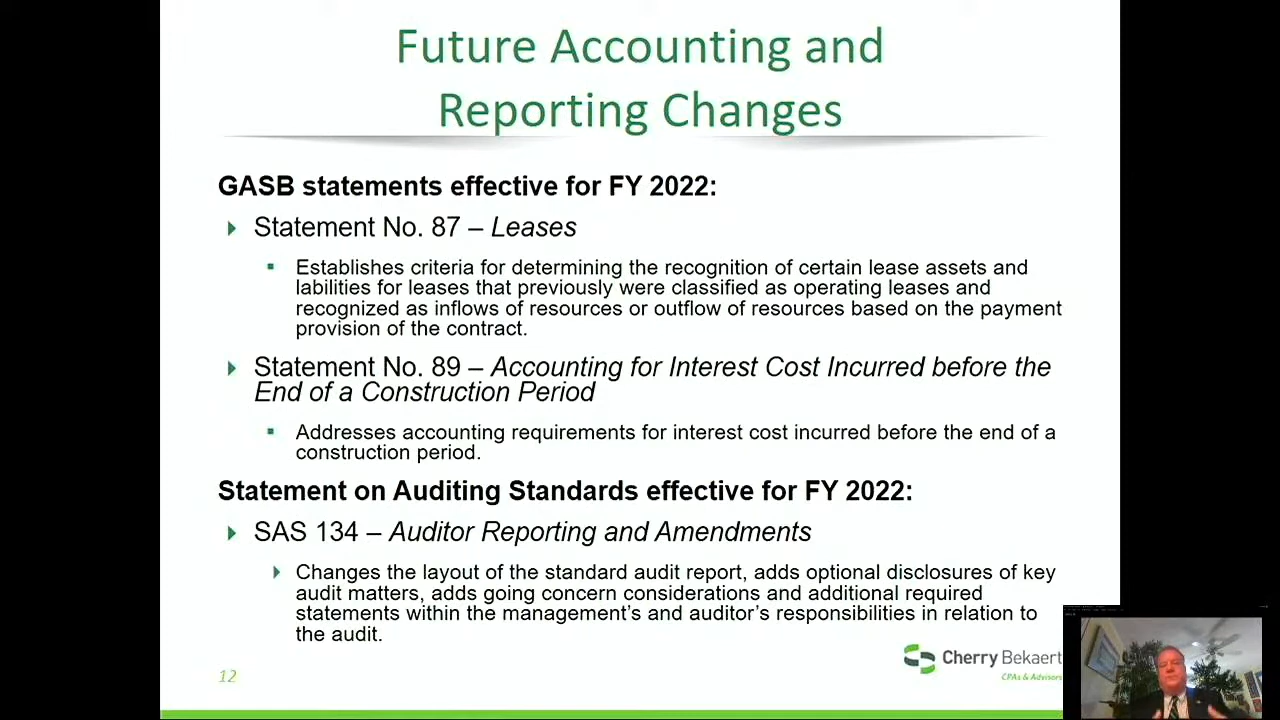 Future Accounting and
Reporting Changes
GASB statements effective for FY 2022:
Statement No. 87 – Leases
Establishes criteria for determining the recognition of certain lease assets and
labilities for leases that previously were classified as operating leases and
recognized as inflows of resources or outflow of resources based on the payment
provision of the contract.
Statement No. 89 – Accounting for Interest Cost Incurred before the
End of a Construction Period
Addresses accounting requirements for interest cost incurred before the end of a
construction period.
Statement on Auditing Standards effective for FY 2022:
SAS 134 – Auditor Reporting and Amendments
Changes the layout of the standard audit report, adds optional disclosures of key
audit matters, adds going concern considerations and additional required
statements within the management's and auditor's responsibilities in relation to
the audit.
Cherry Bekaert
CPAs & Advisors
12